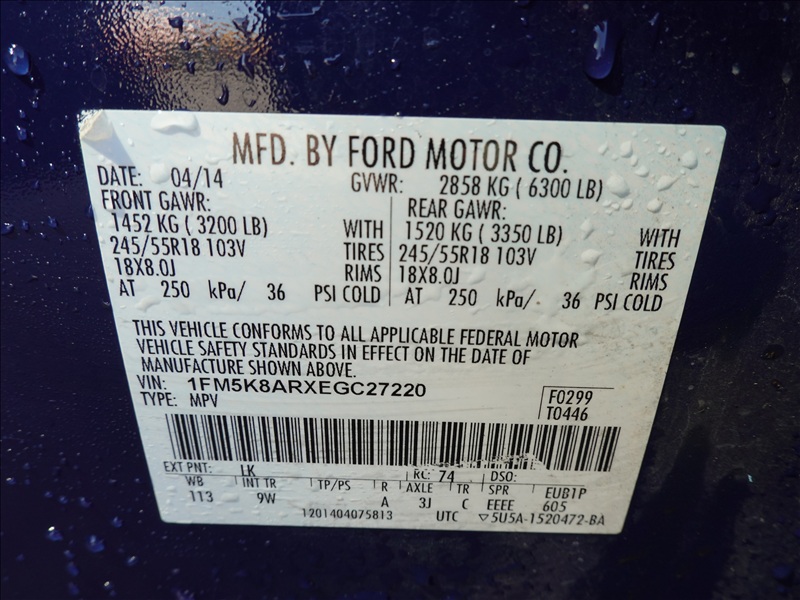 MFD. BY FORD MOTOR CO.
DATE: 04/14 GVWR: 2858 KG ( 6300 LB)
FRONT GAWR: REAR GAWR:
1452 KG ( 3200 LB) WITH 1520 KG ( 3350 LB) WITH
245/55R18 103V TIRES 245/55R18 103V TIRES
18X8.0J RIMS 18X8.0J RIMS
AT 250 kPa/ 36 PSI COLD AT 250 kPa/ 36 PSI COLD
THIS VEHICLE CONFORMS TO ALL APPLICABLE FEDERAL MOTOR
VEHICLE SAFETY STANDARDS IN EFFECT ON THE DATE OF
MANUFACTURE SHOWN ABOVE.
VIN: 1FM5K8ARXEGC27220 F0299
TYPE: MPV T0446
EXT PNT: LK RC: 74 DSO:
WB INT TR TP/PS R AXLE TR SPR EUB1P
113 9W A 3J C EEEE 605
1201404075813 UTC ▽5U5A-1520472-BA